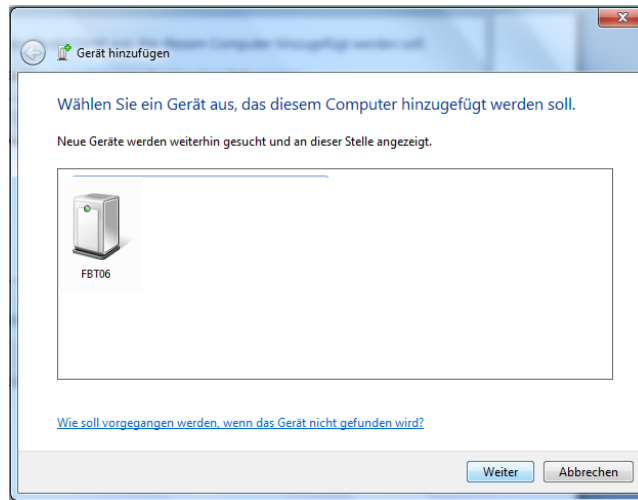 Gerät hinzufügen
Wählen Sie ein Gerät aus, das diesem Computer hinzugefügt werden soll.
Neue Geräte werden weiterhin gesucht und an dieser Stelle angezeigt.
FBT06
Wie soll vorgegangen werden, wenn das Gerät nicht gefunden wird?
Weiter Abbrechen